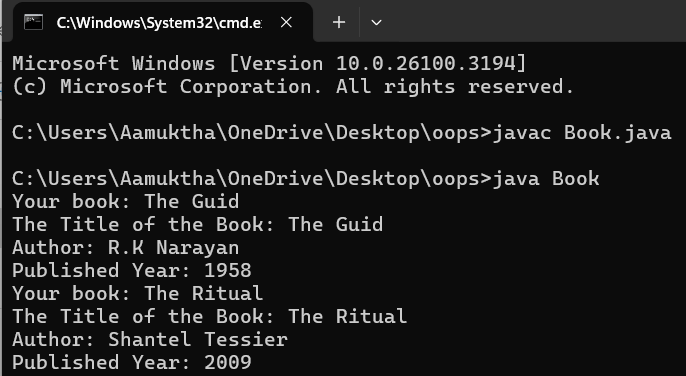 C:\Windows\System32\cmd.e
Microsoft Windows [Version 10.0.26100.3194]
(c) Microsoft Corporation. All rights reserved.
C:\Users\Aamuktha\OneDrive\Desktop\oops>javac Book.java
C:\Users\Aamuktha\OneDrive\Desktop\oops>java Book
Your book: The Guid
The Title of the Book: The Guid
Author: R.K Narayan
Published Year: 1958
Your book: The Ritual
The Title of the Book: The Ritual
Author: Shantel Tessier
Published Year: 2009